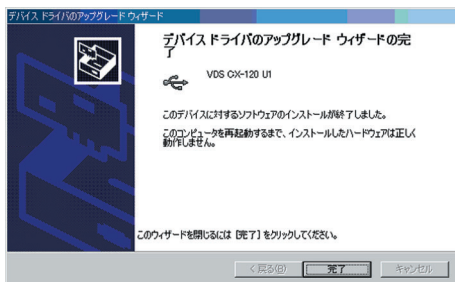 デバイス ドライバのアップグレード ウィザード
デバイス ドライバのアップグレード ウィザードの完
了
VDS GX-120 U1
このデバイスに対するソフトウェアのインストールが終了しました。
このコンピュータを再起動するまで、インストールしたハードウェアは正しく
動作しません。
このウィザードを閉じるには [完了] をクリックしてください。
< 戻る(B)
完了
キャンセル